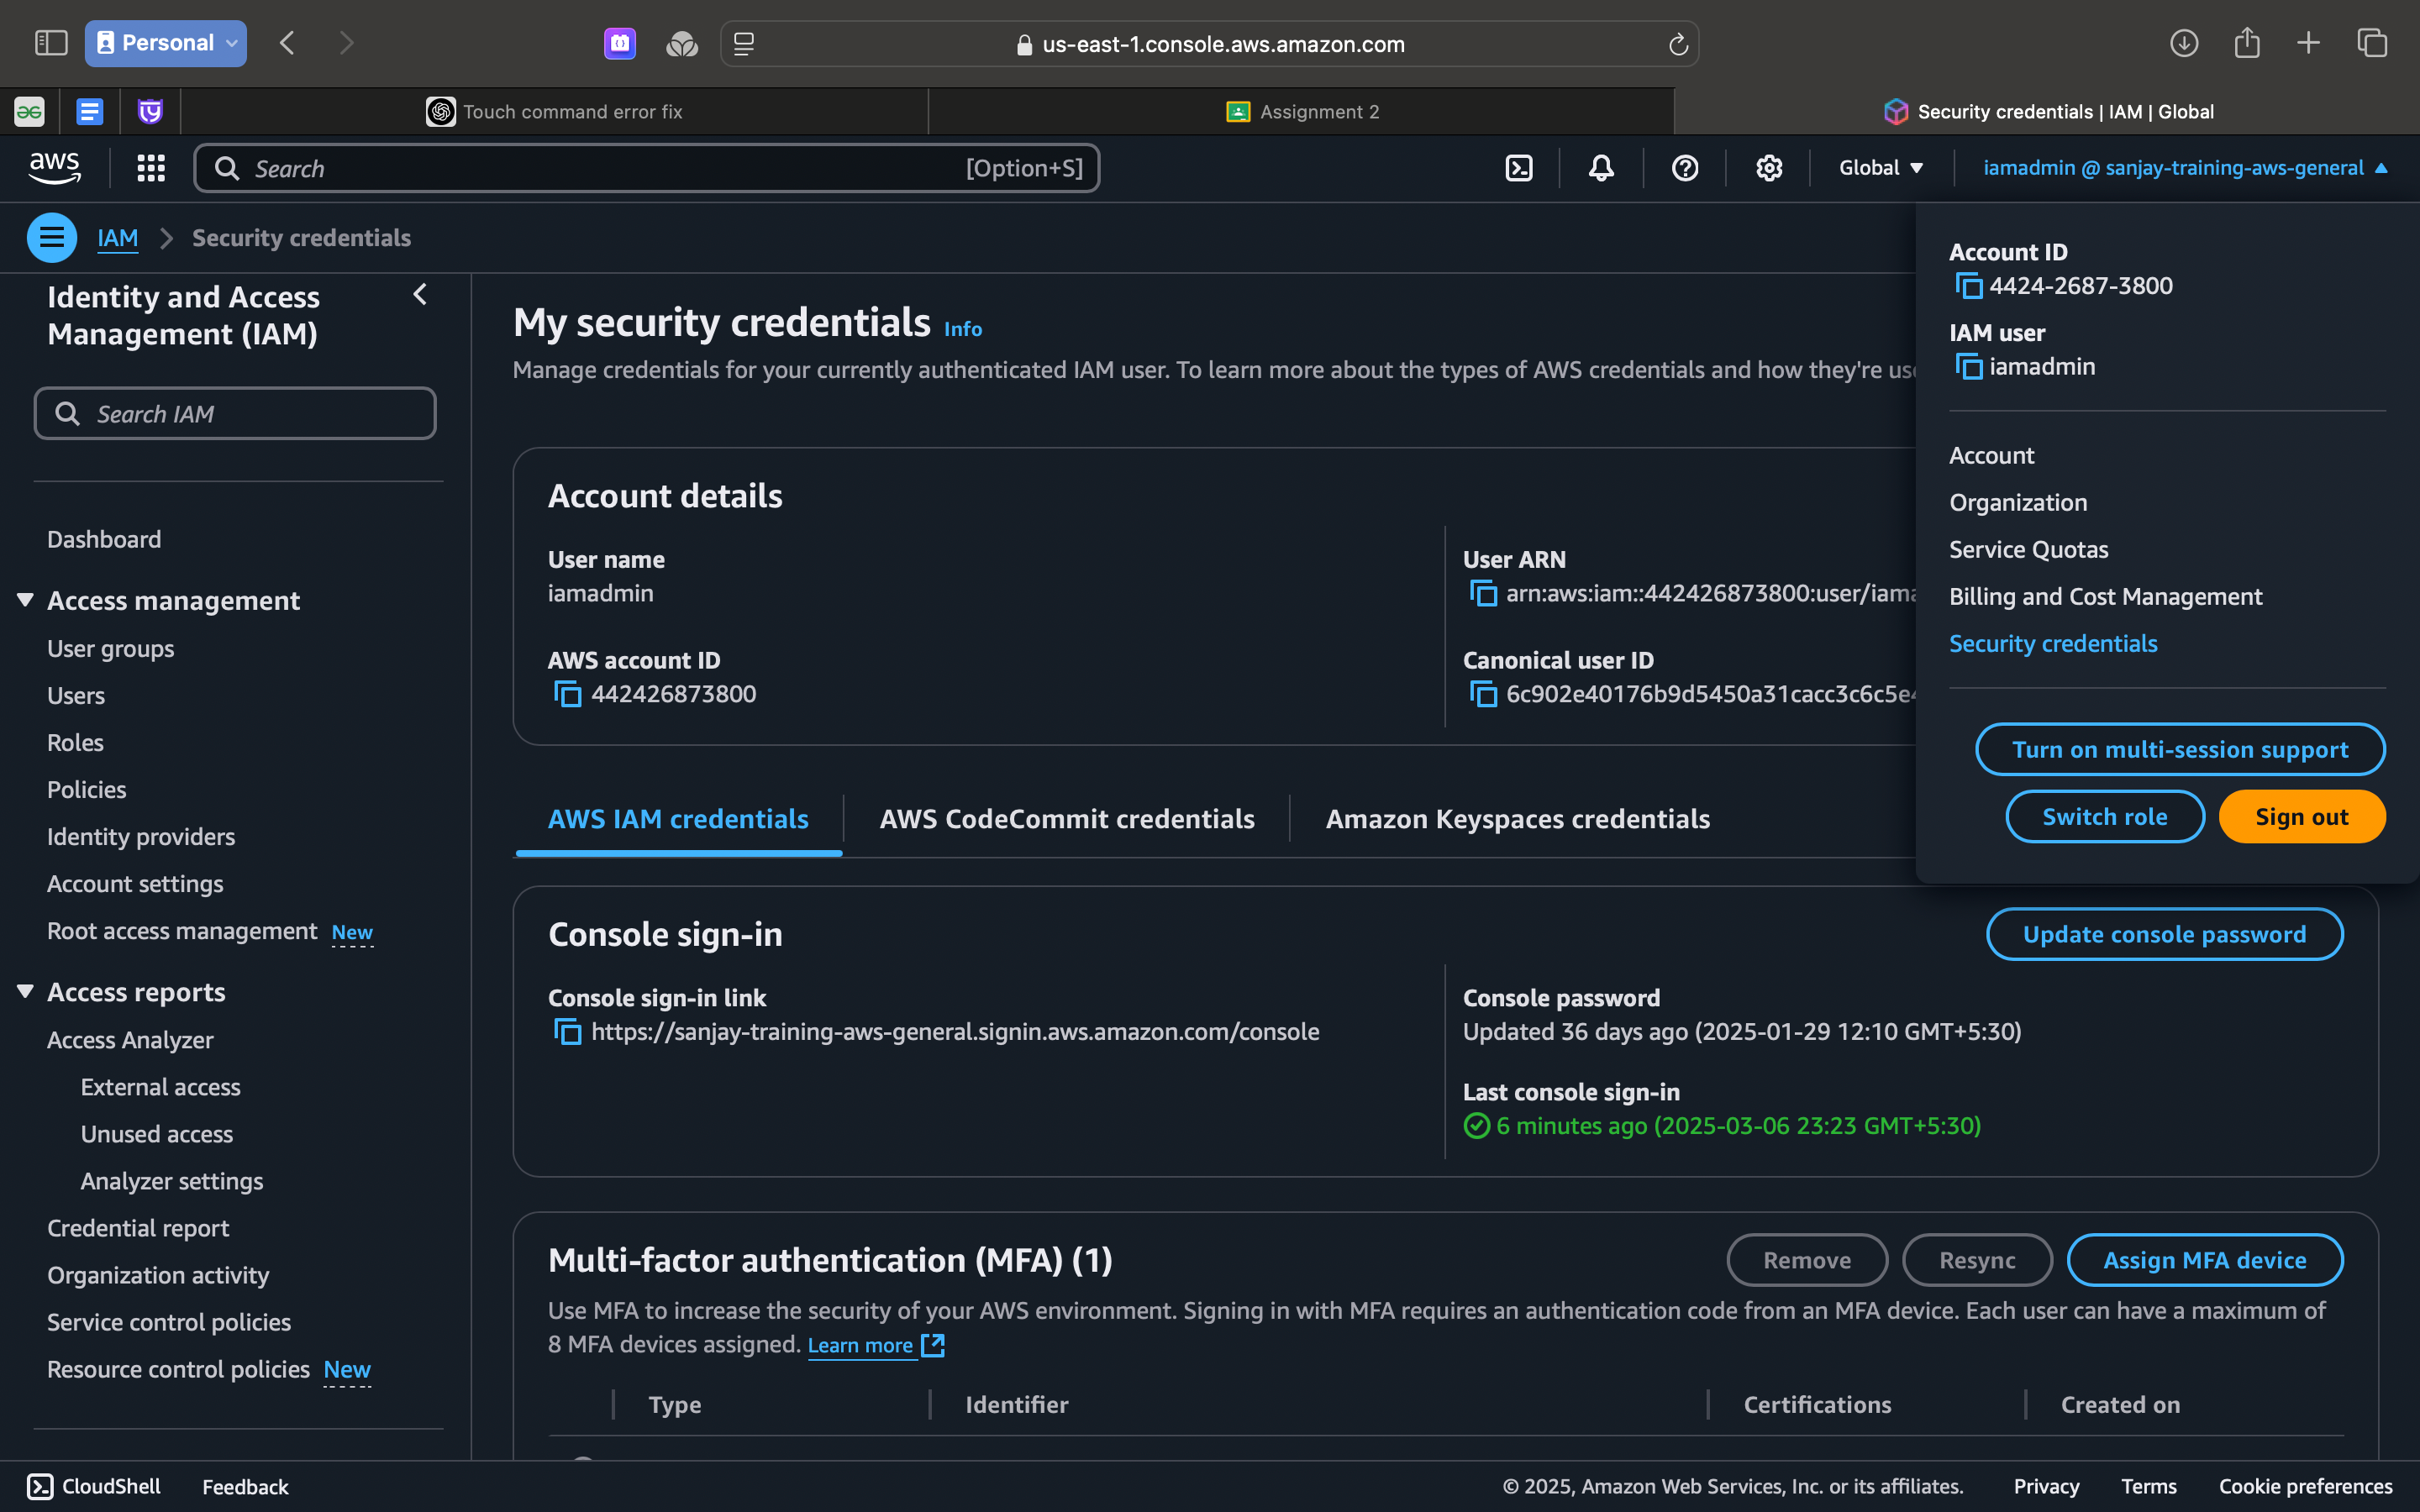 Personal
us-east-1.console.aws.amazon.com
Touch command error fix
Assignment 2
Security credentials | IAM | Global
aws
Search
[Option+S]
Global
iamadmin @ sanjay-training-aws-general
IAM
Security credentials
Account ID
4424-2687-3800
IAM user
iamadmin
Account
Organization
Service Quotas
Billing and Cost Management
Security credentials
Turn on multi-session support
Switch role
Sign out
Identity and Access
Management (IAM)
Search IAM
Dashboard
Access management
User groups
Users
Roles
Policies
Identity providers
Account settings
Root access management New
Access reports
Access Analyzer
External access
Unused access
Analyzer settings
Credential report
Organization activity
Service control policies
Resource control policies New
My security credentials Info
Manage credentials for your currently authenticated IAM user. To learn more about the types of AWS credentials and how they're
Account details
User name
iamadmin
AWS account ID
442426873800
User ARN
arn:aws:iam::442426873800:user/iam
Canonical user ID
6c902e40176b9d5450a31cacc3c6c5e
AWS IAM credentials
AWS CodeCommit credentials
Amazon Keyspaces credentials
Console sign-in
Update console password
Console sign-in link
https://sanjay-training-aws-general.signin.aws.amazon.com/console
Console password
Updated 36 days ago (2025-01-29 12:10 GMT+5:30)
Last console sign-in
6 minutes ago (2025-03-06 23:23 GMT+5:30)
Multi-factor authentication (MFA) (1)
Remove
Resync
Assign MFA device
Use MFA to increase the security of your AWS environment. Signing in with MFA requires an authentication code from an MFA device. Each user can have a maximum of
8 MFA devices assigned. Learn more
Type
Identifier
Certifications
Created on
CloudShell
Feedback
© 2025, Amazon Web Services, Inc. or its affiliates.
Privacy
Terms
Cookie preferences